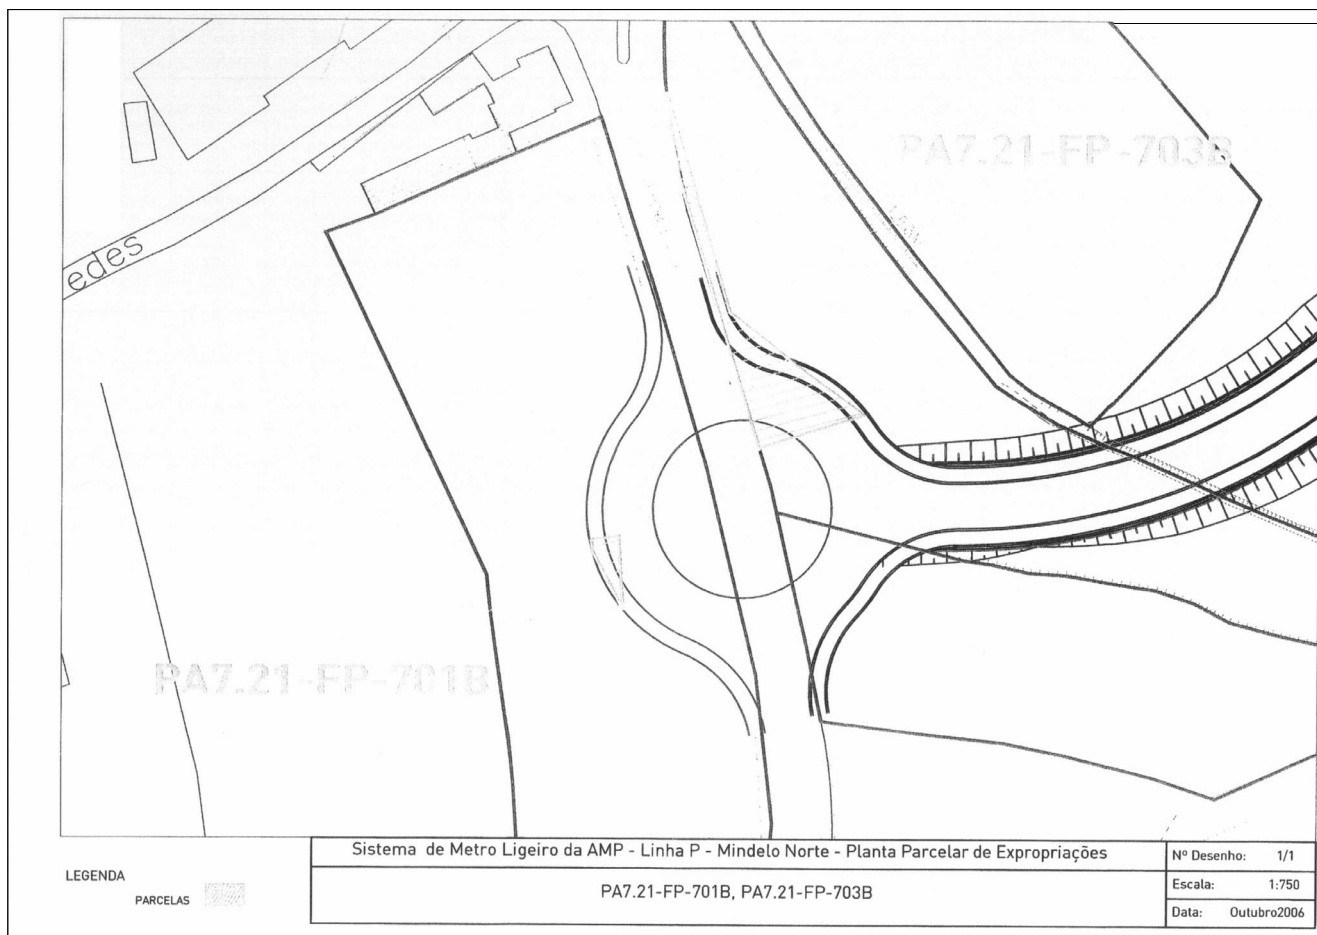 PA7.21-FP-703B
edes
PA7.21-FP-701B
LEGENDA
PARCELAS
Sistema de Metro Ligeiro da AMP - Linha P - Mindelo Norte - Planta Parcelar de Expropriações
PA7.21-FP-701B, PA7.21-FP-703B
Nº Desenho: 1/1
Escala: 1:750
Data: Outubro2006